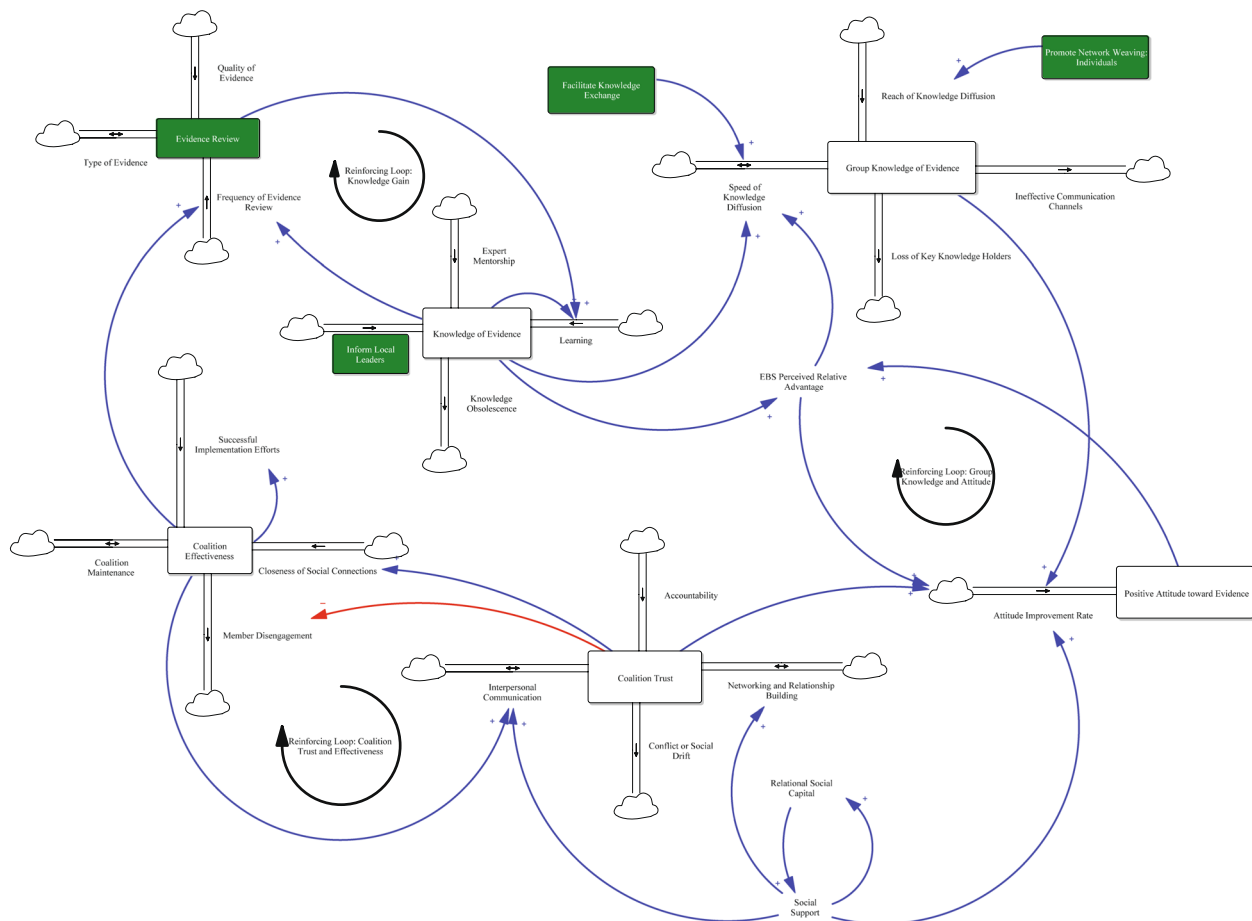 Promote Network Weaving:
Individuals
Quality of
Evidence
Facilitate Knowledge
Exchange
Reach of Knowledge Diffusion
Evidence Review
Type of Evidence
Reinforcing Loop:
Knowledge Gain
Group Knowledge of Evidence
Speed of
Knowledge
Diffusion
Ineffective Communication
Channels
Frequency of Evidence
Review
Expert
Mentorship
Loss of Key Knowledge Holders
Knowledge of Evidence
Learning
Inform Local
Leaders
EBS Perceived Relative
Advantage
Knowledge
Obsolescence
Successful
Implementation Efforts
Reinforcing Loop: Group
Knowledge and Attitude
Coalition
Effectiveness
Coalition
Maintenance
Closeness of Social Connections
Accountability
Positive Attitude toward Evidence
Attitude Improvement Rate
Member Disengagement
Coalition Trust
Interpersonal
Communication
Networking and Relationship
Building
Reinforcing Loop: Coalition
Trust and Effectiveness
Conflict or Social
Drift
Relational Social
Capital
Social
Support